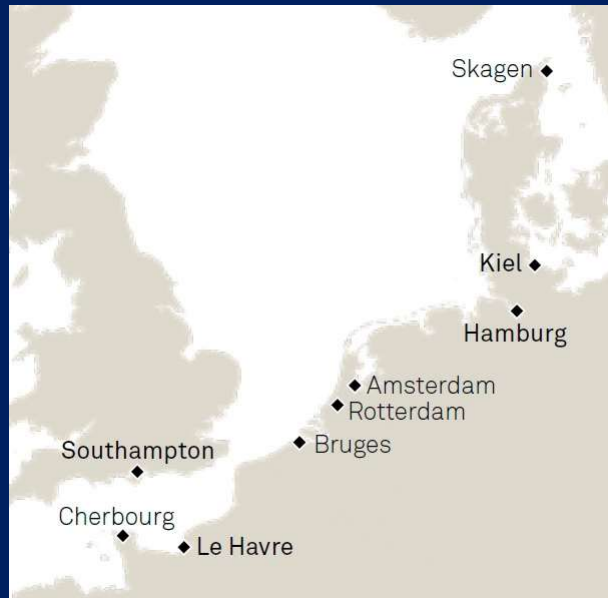 Skagen
Kiel
Hamburg
Amsterdam
Rotterdam
Bruges
Southampton
Cherbourg
Le Havre